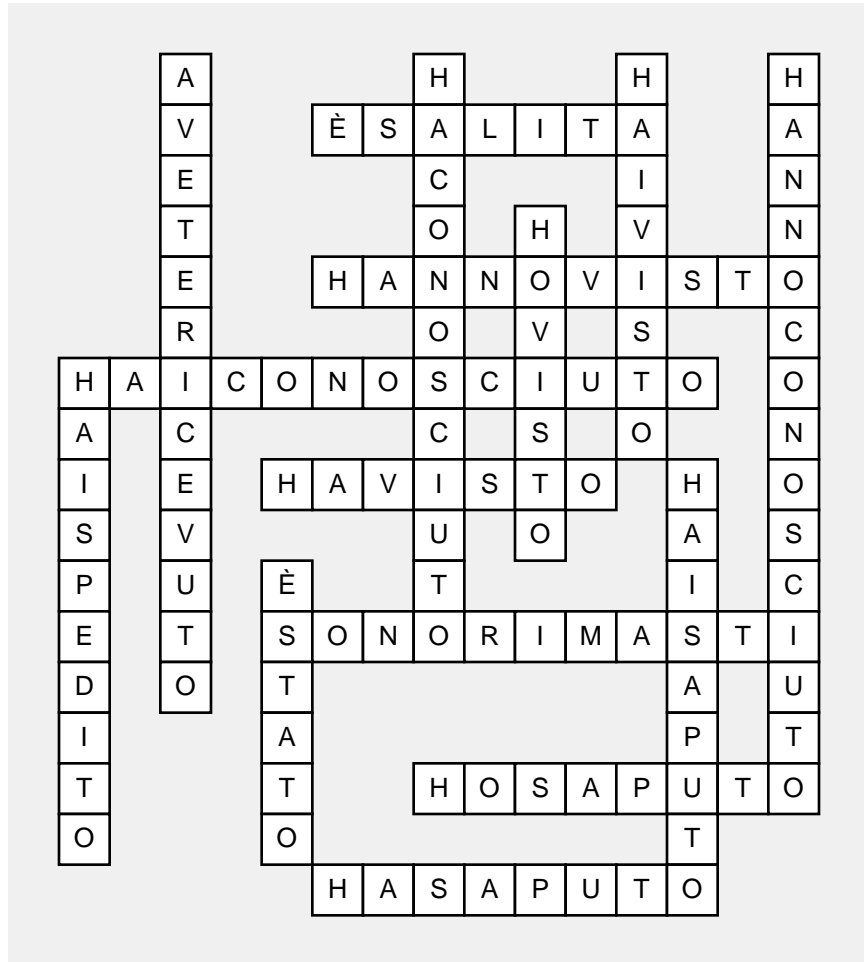 AVETERICEVUTO
HACONOSCIUTO
HAIVISTO
HANNOCONOSCIUTO
ÈSALITA
HOVISTO
HANNOVISTO
HAICONOSCIUTO
HAISPEDITO
HAVISTO
HAISAPUTO
ÈSTATO
SONORIMASTI
HOSAPUTO
HASAPUTO